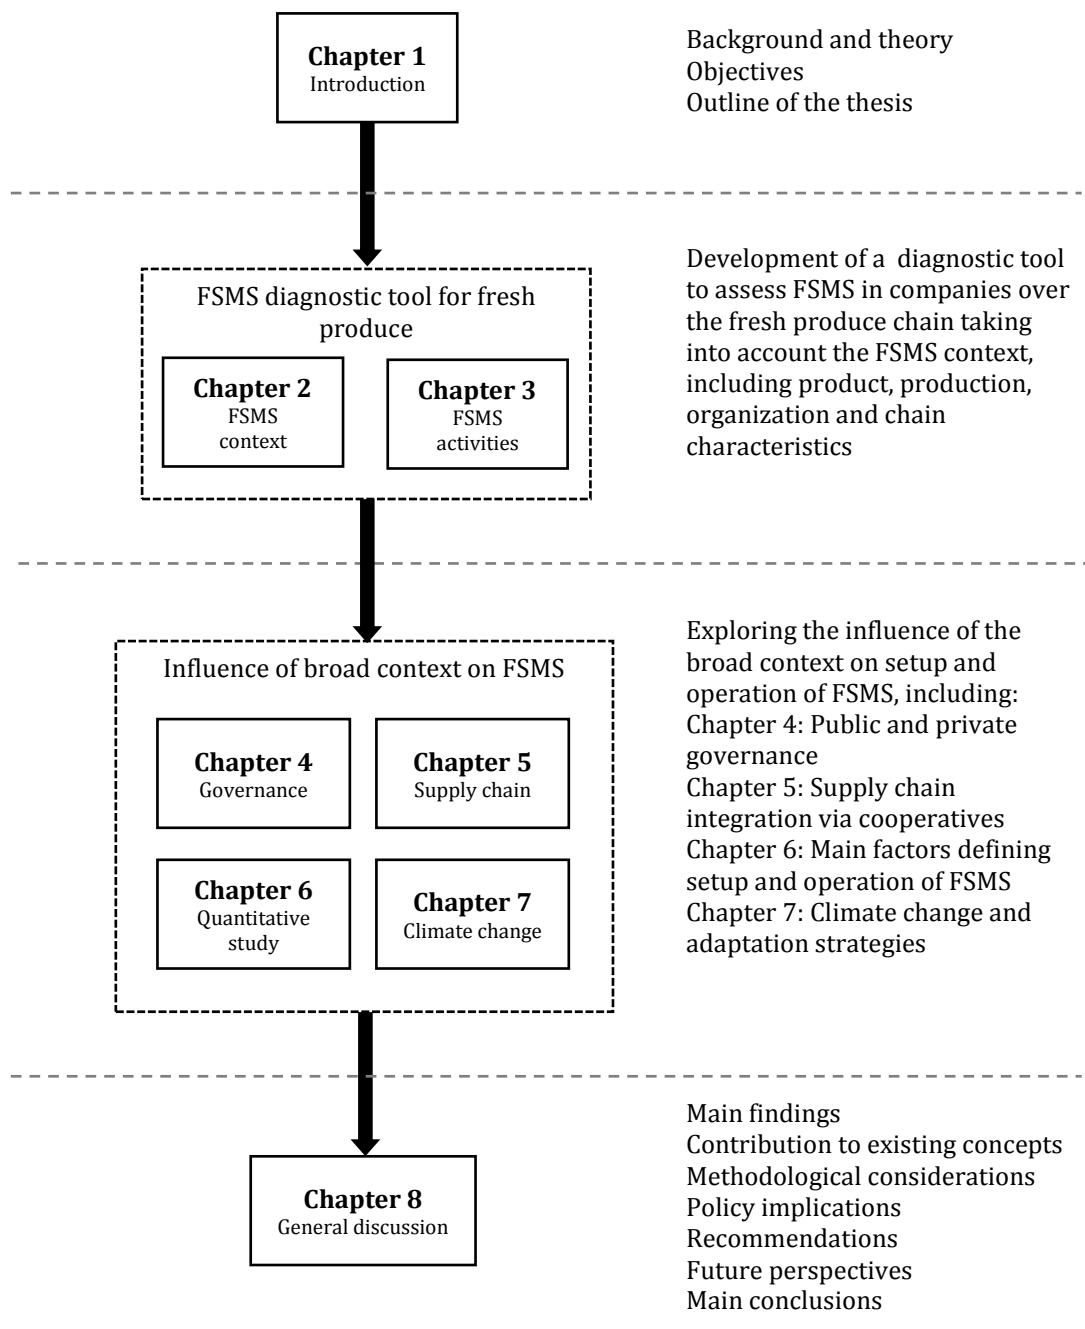 Chapter 1
Introduction
Background and theory
Objectives
Outline of the thesis
FSMS diagnostic tool for fresh
produce
Chapter 2
FSMS
context
Chapter 3
FSMS
activities
Development of a diagnostic tool
to assess FSMS in companies over
the fresh produce chain taking
into account the FSMS context,
including product, production,
organization and chain
characteristics
Influence of broad context on FSMS
Chapter 4
Governance
Chapter 5
Supply chain
Chapter 6
Quantitative
study
Chapter 7
Climate change
Exploring the influence of the
broad context on setup and
operation of FSMS, including:
Chapter 4: Public and private
governance
Chapter 5: Supply chain
integration via cooperatives
Chapter 6: Main factors defining
setup and operation of FSMS
Chapter 7: Climate change and
adaptation strategies
Chapter 8
General discussion
Main findings
Contribution to existing concepts
Methodological considerations
Policy implications
Recommendations
Future perspectives
Main conclusions